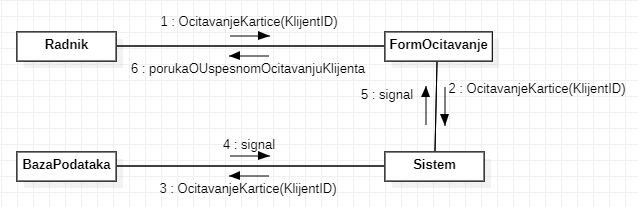 1 : OcitavanjeKartice(KlijentID)
Radnik
FormOcitavanje
6 : porukaOUspesnomOcitavanjuKlijenta
5 : signal
2 : OcitavanjeKartice(KlijentID)
4 : signal
BazaPodataka
Sistem
3 : OcitavanjeKartice(KlijentID)